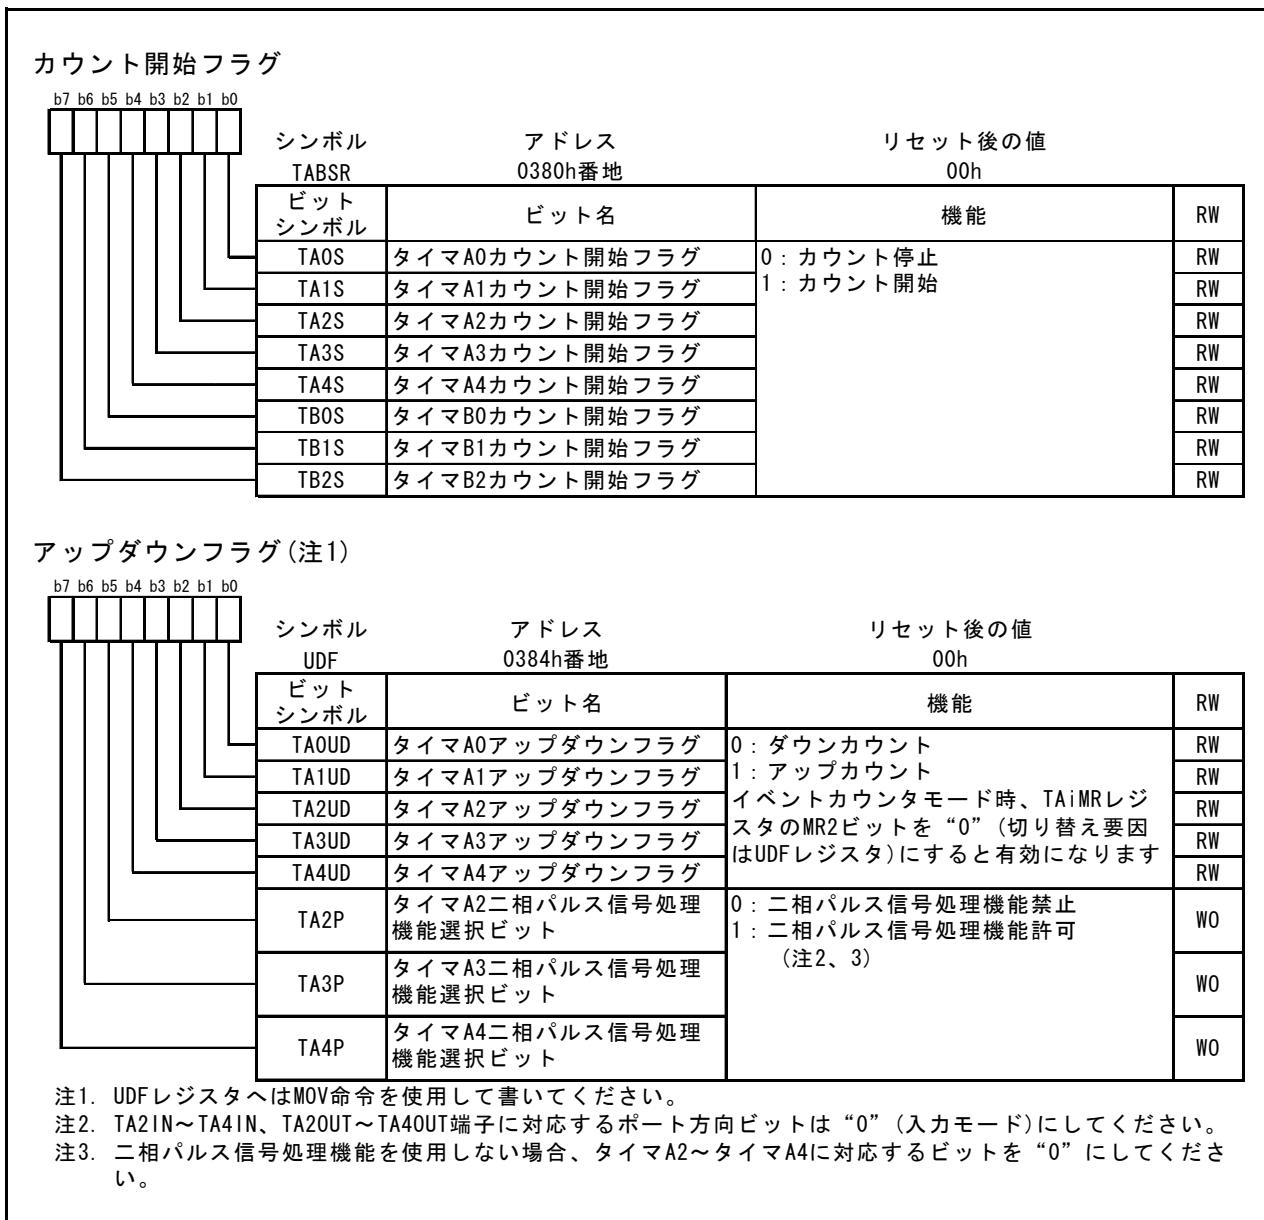 カウント開始フラグ
b7 b6 b5 b4 b3 b2 b1 b0
シンボル アドレス リセット後の値
TABSR 0380h番地 00h
ビット
シンボル ビット名 機能 RW
TA0S タイマA0カウント開始フラグ 0：カウント停止 RW
TA1S タイマA1カウント開始フラグ 1：カウント開始 RW
TA2S タイマA2カウント開始フラグ RW
TA3S タイマA3カウント開始フラグ RW
TA4S タイマA4カウント開始フラグ RW
TB0S タイマB0カウント開始フラグ RW
TB1S タイマB1カウント開始フラグ RW
TB2S タイマB2カウント開始フラグ RW
アップダウンフラグ(注1)
b7 b6 b5 b4 b3 b2 b1 b0
シンボル アドレス リセット後の値
UDF 0384h番地 00h
ビット
シンボル ビット名 機能 RW
TA0UD タイマA0アップダウンフラグ 0：ダウンカウント RW
TA1UD タイマA1アップダウンフラグ 1：アップカウント RW
TA2UD タイマA2アップダウンフラグ イベントカウンタモード時、TAiMRレジ RW
TA3UD タイマA3アップダウンフラグ スタのMR2ビットを“0”(切り替え要因 RW
TA4UD タイマA4アップダウンフラグ はUDFレジスタ)にすると有効になります RW
TA2P タイマA2二相パルス信号処理 0：二相パルス信号処理機能禁止 WO
機能選択ビット 1：二相パルス信号処理機能許可
(注2、3)
TA3P タイマA3二相パルス信号処理 WO
機能選択ビット
TA4P タイマA4二相パルス信号処理 WO
機能選択ビット
注1. UDFレジスタへはMOV命令を使用して書いてください。
注2. TA2IN～TA4IN、TA2OUT～TA4OUT端子に対応するポート方向ビットは“0”(入力モード)にしてください。
注3. 二相パルス信号処理機能を使用しない場合、タイマA2～タイマA4に対応するビットを“0”にしてくださ
い。